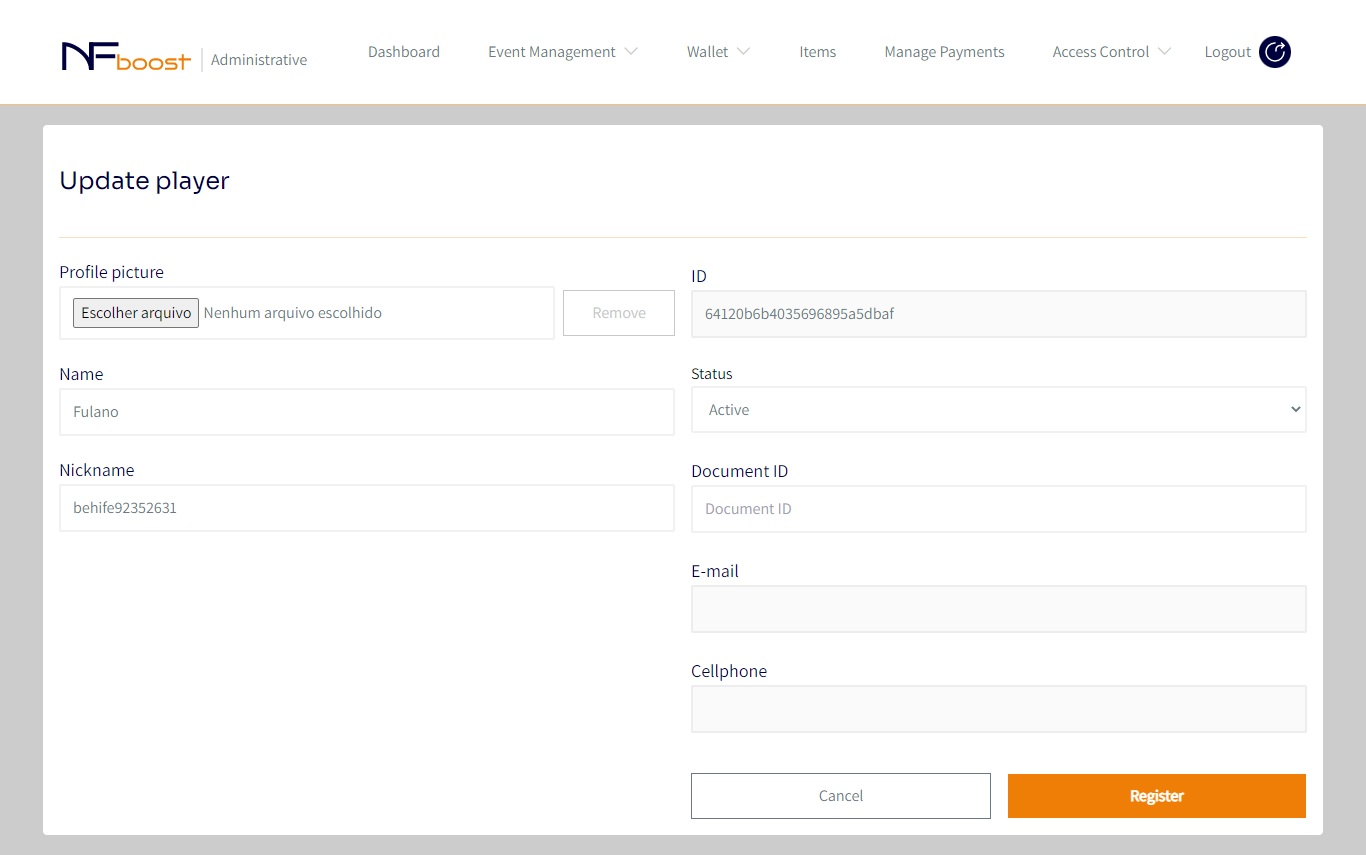 NFboost Administrative
Dashboard Event Management Wallet Items Manage Payments Access Control Logout
Update player
Profile picture
Escolher arquivo Nenhum arquivo escolhido
Remove
Name
Fulano
Nickname
behife92352631
ID
64120b6b4035696895a5dbaf
Status
Active
Document ID
Document ID
E-mail
Cellphone
Cancel
Register